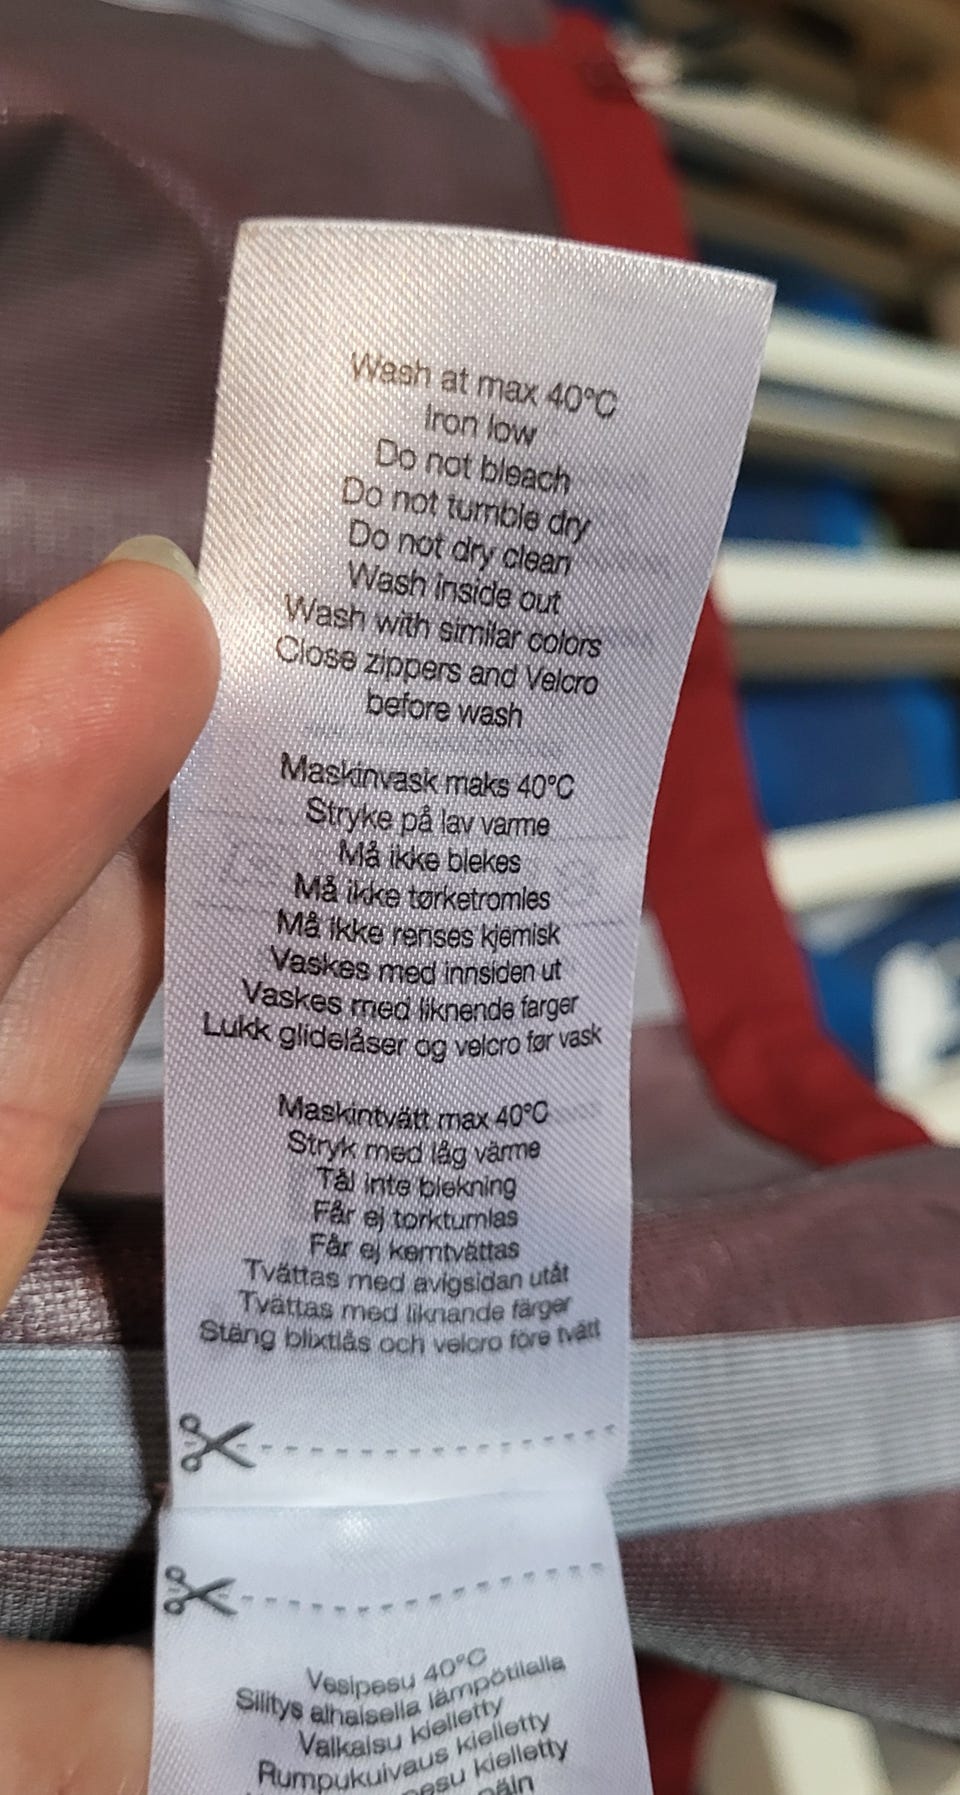 Wash at max 40°C
Iron low
Do not bleach
Do not tumble dry
Do not dry clean
Wash inside out
Wash with similar colors
Close zippers and Velcro
before wash
Maskinvask maks 40°C
Stryke på lav varme
Må ikke blekes
Må ikke tørketromles
Må ikke renses kjemisk
Vaskes med innsiden ut
Vaskes med liknende farger
Lukk glidelåser og velcro før vask
Maskintvätt max 40°C
Stryk med låg värme
Tål inte blekning
Får ej torktumlas
Får ej kemtvättas
Tvättas med avigsidan utåt
Tvättas med liknande färger
Stäng blixtlås och velcro före tvätt
Vesipesu 40°C
Silitys alhaisella lämpötilalla
Valkaisu kielletty
Rumpukuivaus kielletty
kielletty